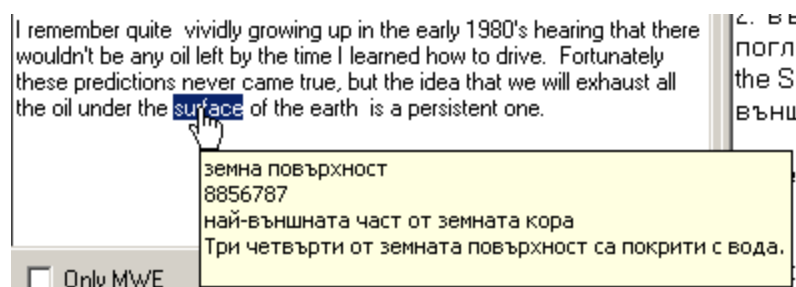 I remember quite vividly growing up in the early 1980's hearing that there
wouldn't be any oil left by the time I learned how to drive. Fortunately
these predictions never came true, but the idea that we will exhaust all
the oil under the surface of the earth is a persistent one.
земна повърхност
8856787
най-външната част от земната кора
Три четвърти от земната повърхност са покрити с вода.
Only MWE
the S